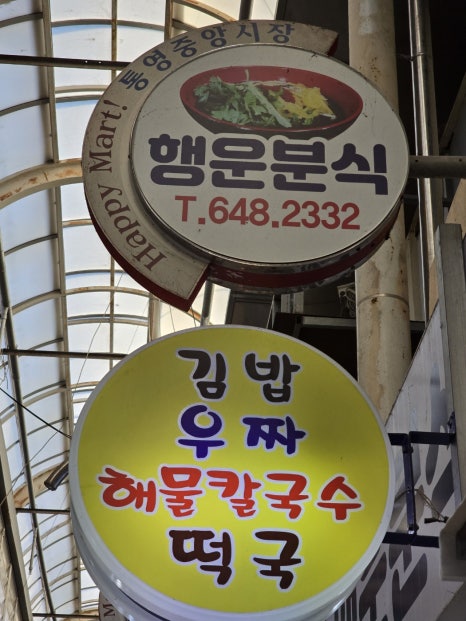 Happy Mart! 통영중앙시장
행운분식
T.648.2332
김밥
우짜
해물칼국수
떡국